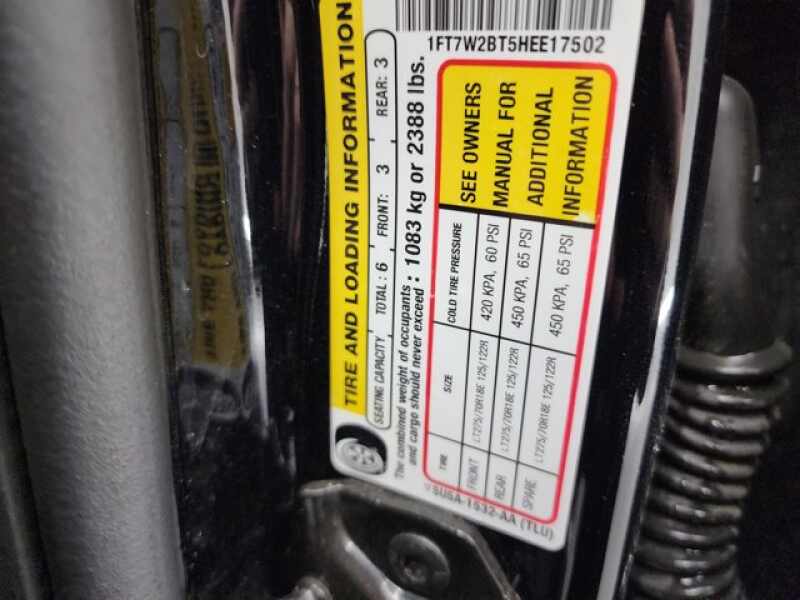 1FT7W2BT5HEE17502
TIRE AND LOADING INFORMATION
SEATING CAPACITY TOTAL: 6 FRONT: 3 REAR: 3
The combined weight of occupants
and cargo should never exceed : 1083 kg or 2388 lbs.
TIRE SIZE COLD TIRE PRESSURE
FRONT LT275/70R18E 125/122R 420 KPA, 60 PSI
REAR LT275/70R18E 125/122R 450 KPA, 65 PSI
SPARE LT275/70R18E 125/122R 450 KPA, 65 PSI
SEE OWNERS
MANUAL FOR
ADDITIONAL
INFORMATION
5U5A-1532-AA (TLU)